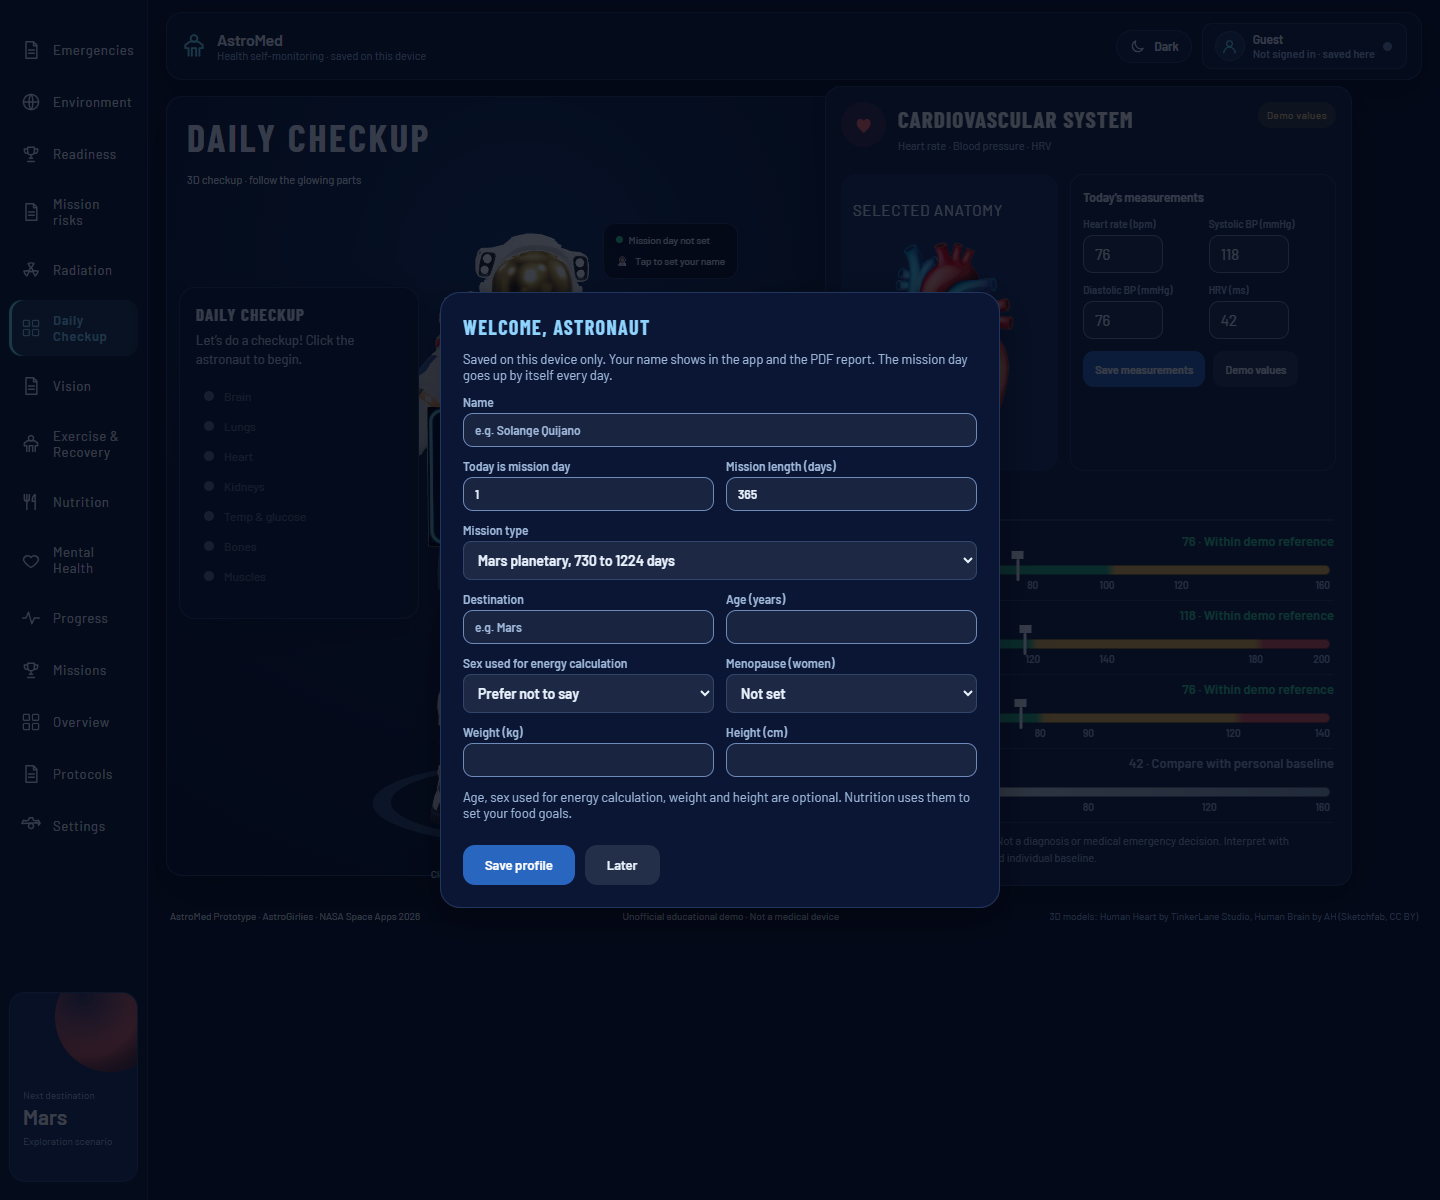 Emergencies
Environment
Readiness
Mission
risks
Radiation
Daily
Checkup
Vision
Exercise &
Recovery
Nutrition
Mental
Health
Progress
Missions
Overview
Protocols
Settings
Next destination
Mars
Exploration scenario
AstroMed
Health self-monitoring · saved on this device
Dark
Guest
Not signed in · saved here
DAILY CHECKUP
3D checkup · follow the glowing parts
Mission day not set
Tap to set your name
DAILY CHECKUP
Let's do a checkup! Click the
astronaut to begin.
Brain
Lungs
Heart
Kidneys
Temp & glucose
Bones
Muscles
CARDIOVASCULAR SYSTEM
Heart rate · Blood pressure · HRV
Demo values
SELECTED ANATOMY
Today's measurements
Heart rate (bpm)
Systolic BP (mmHg)
76
118
Diastolic BP (mmHg)
HRV (ms)
76
42
Save measurements
Demo values
76 · Within demo reference
80 100 120 160
118 · Within demo reference
120 140 180 200
76 · Within demo reference
80 90 120 140
42 · Compare with personal baseline
80 120 160
Not a diagnosis or medical emergency decision. Interpret with
individual baseline.
WELCOME, ASTRONAUT
Saved on this device only. Your name shows in the app and the PDF report. The mission day
goes up by itself every day.
Name
e.g. Solange Quijano
Today is mission day
Mission length (days)
1
365
Mission type
Mars planetary, 730 to 1224 days
Destination
Age (years)
e.g. Mars
Sex used for energy calculation
Menopause (women)
Prefer not to say
Not set
Weight (kg)
Height (cm)
Age, sex used for energy calculation, weight and height are optional. Nutrition uses them to
set your food goals.
Save profile
Later
AstroMed Prototype · AstroGirlies · NASA Space Apps 2026
Unofficial educational demo · Not a medical device
3D models: Human Heart by TinkerLane Studio, Human Brain by AH (Sketchfab, CC BY)